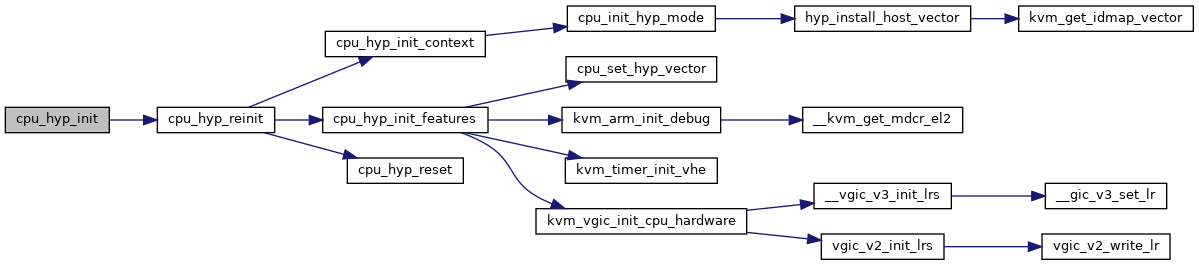 cpu_hyp_init
cpu_hyp_reinit
cpu_hyp_init_context
cpu_init_hyp_mode
hyp_install_host_vector
kvm_get_idmap_vector
cpu_hyp_init_features
cpu_set_hyp_vector
kvm_arm_init_debug
__kvm_get_mdcr_el2
kvm_timer_init_vhe
kvm_vgic_init_cpu_hardware
__vgic_v3_init_lrs
__gic_v3_set_lr
vgic_v2_init_lrs
vgic_v2_write_lr
cpu_hyp_reset